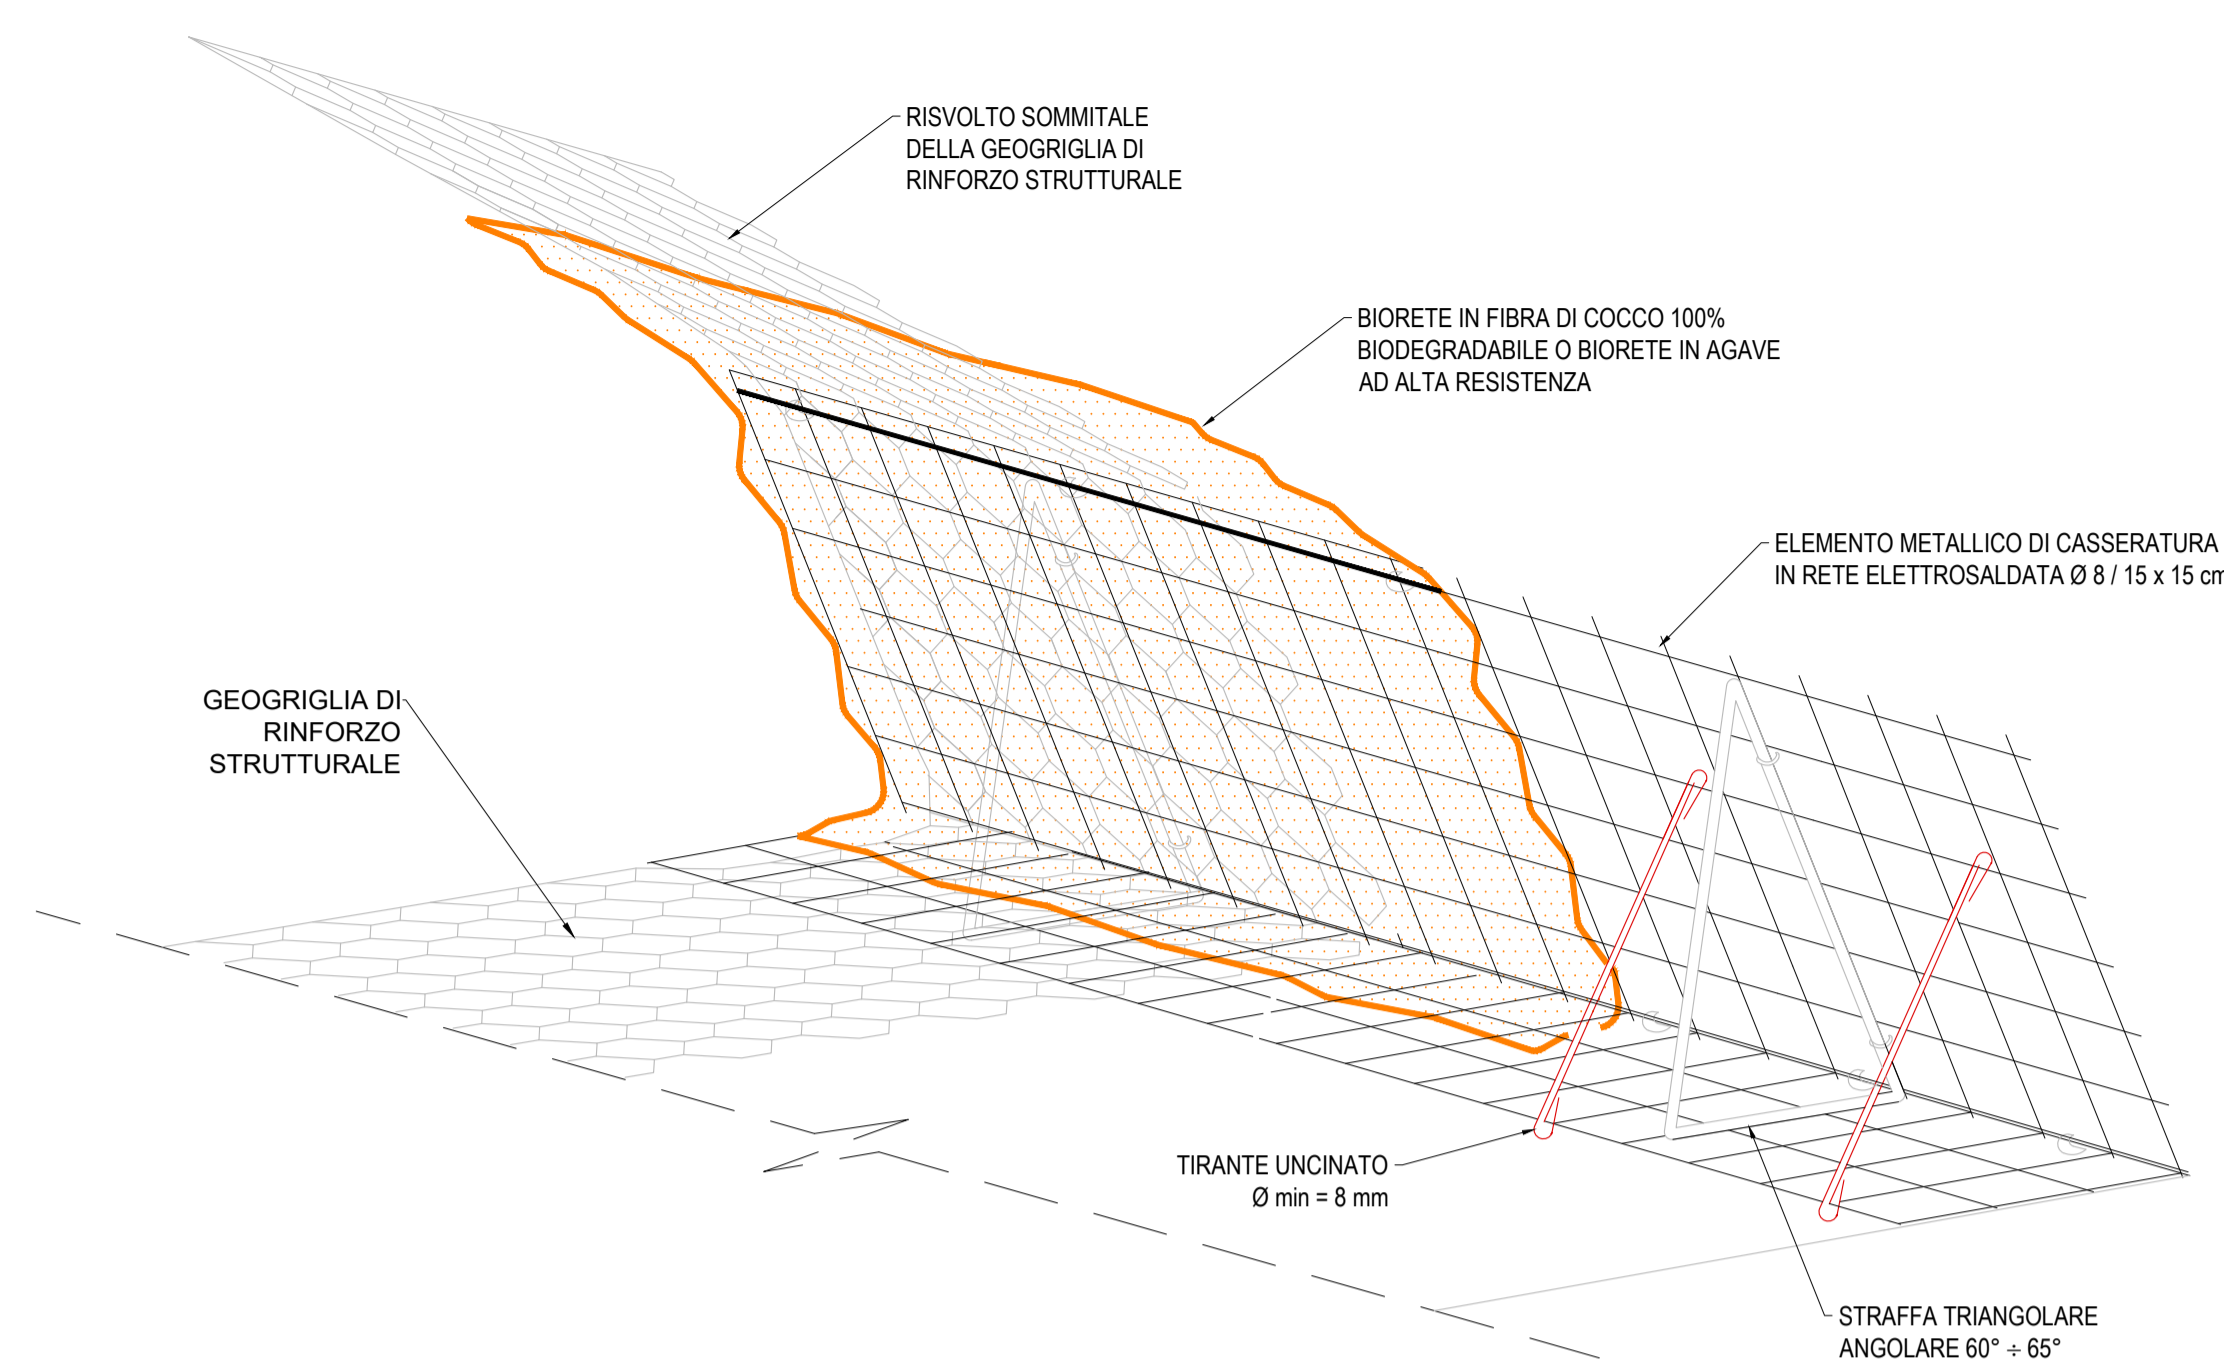 RISVOLTO SOMMITALE
DELLA GEOGRIGLIA DI
RINFORZO STRUTTURALE
BIORETE IN FIBRA DI COCCO 100%
BIODEGRADABILE O BIORETE IN AGAVE
AD ALTA RESISTENZA
ELEMENTO METALLICO DI CASSERATURA
IN RETE ELETTROSALDATA Ø 8 / 15 x 15 cm
GEOGRIGLIA DI
RINFORZO
STRUTTURALE
TIRANTE UNCINATO
Ø min = 8 mm
STRAFFA TRIANGOLARE
ANGOLARE 60° ÷ 65°